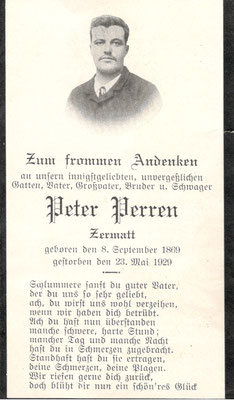 Zum frommen Andenken
an unsern innigstgeliebten, unvergeßlichen
Gatten, Vater, Großvater, Bruder u. Schwager
Peter Perren
Zermatt
geboren den 8. September 1869
gestorben den 23. Mai 1929
Schlummere sanft du guter Vater,
der du uns so sehr geliebt,
ach, du wirst uns wohl verzeihen,
wenn wir haben dich betrübt.
Ach du hast nun überstanden
manche schwere, harte Stund;
mancher Tag und manche Nacht
hast du in Schmerzen zugebracht.
Standhaft hast du sie ertragen,
deine Schmerzen, deine Plagen.
Wir riefen gerne dich zurück,
doch blüht dir nun ein schön'res Glück